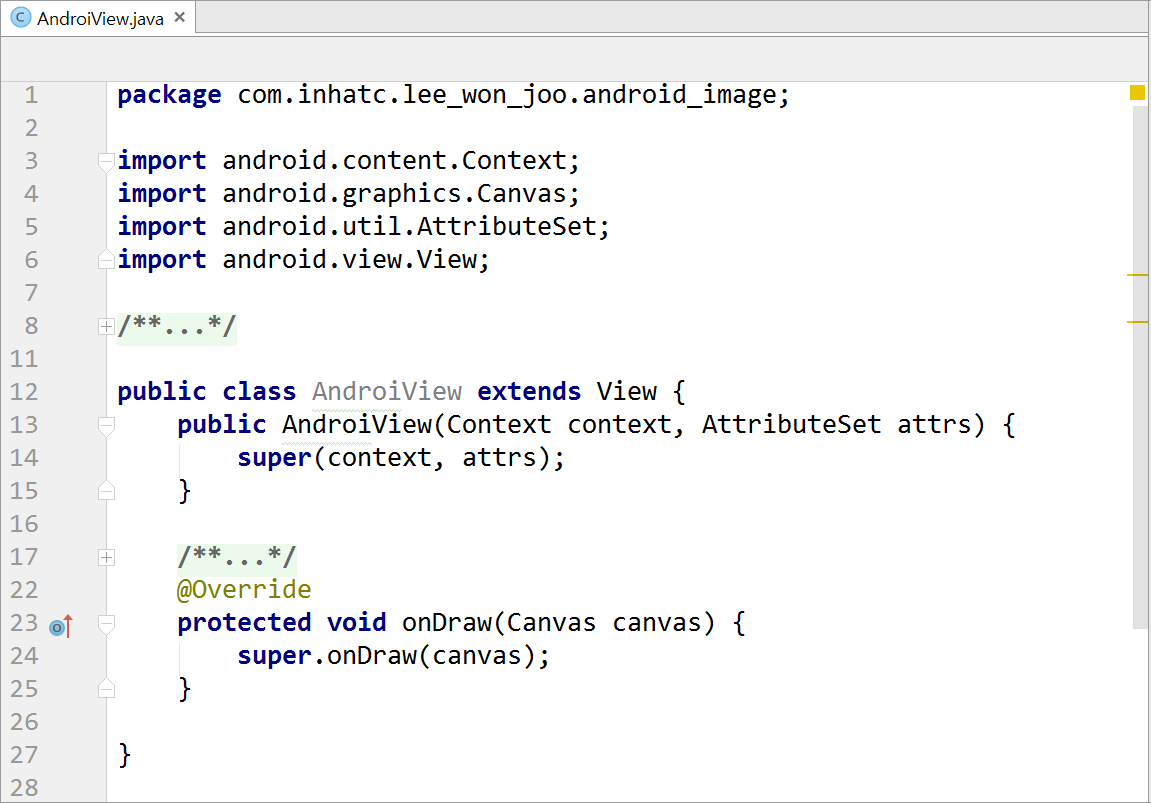 C AndroiView.java ×
1 package com.inhatc.lee_won_joo.android_image;
2
3 import android.content.Context;
4 import android.graphics.Canvas;
5 import android.util.AttributeSet;
6 import android.view.View;
7
8 /**...*/
11
12 public class AndroiView extends View {
13     public AndroiView(Context context, AttributeSet attrs) {
14         super(context, attrs);
15     }
16
17     /**...*/
22     @Override
23     protected void onDraw(Canvas canvas) {
24         super.onDraw(canvas);
25     }
26
27 }
28